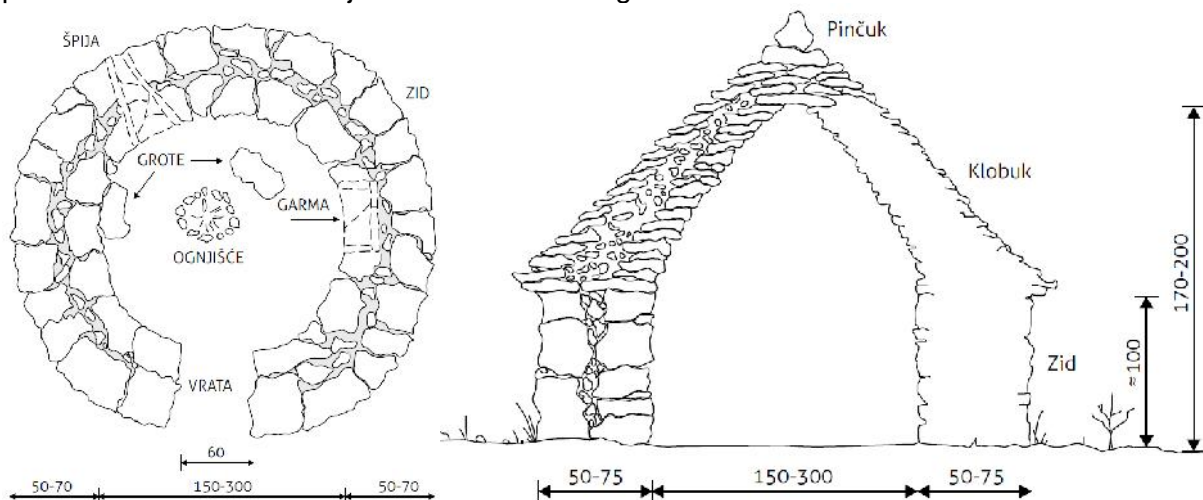 ŠPIJA
ZID
GROTE
GARMA
OGNJIŠĆE
VRATA
60
50-70
150-300
50-70
Pinčuk
Klobuk
Zid
170-200
≈100
50-75
150-300
50-75